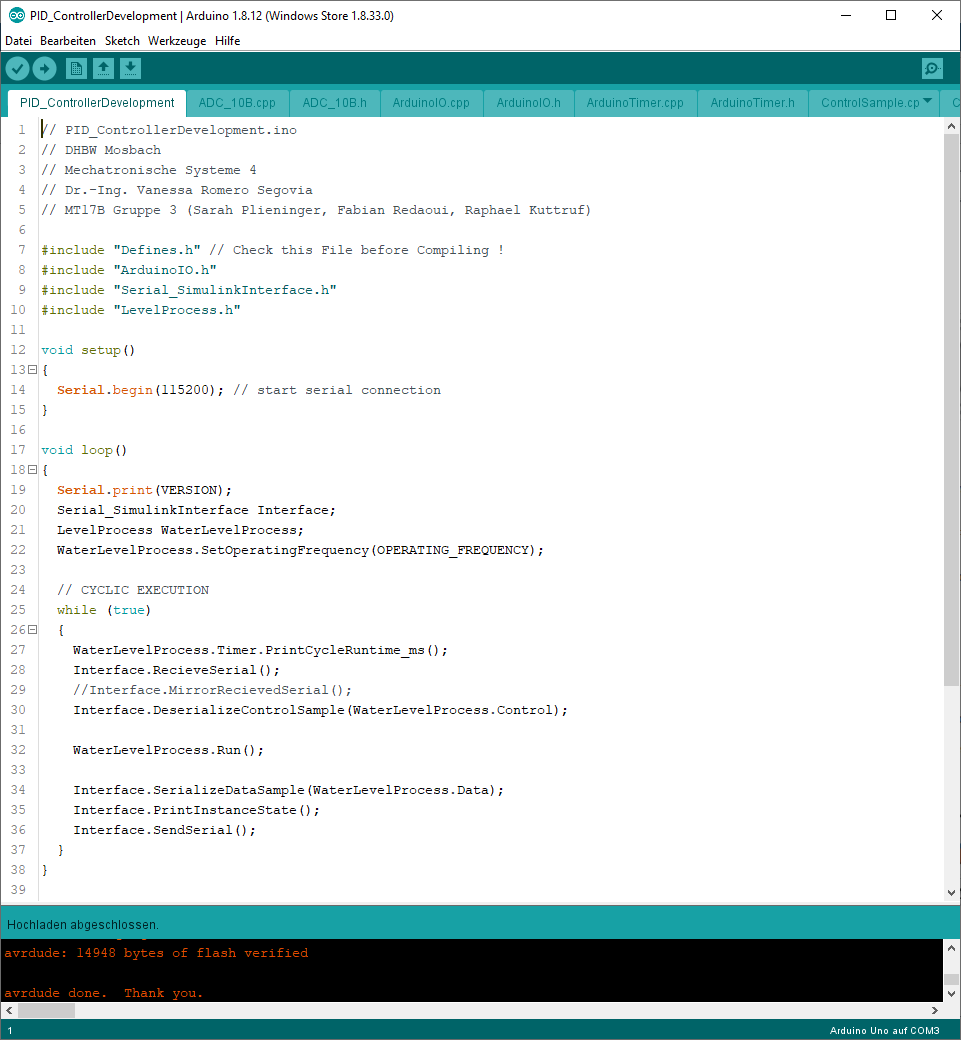 PID_ControllerDevelopment | Arduino 1.8.12 (Windows Store 1.8.33.0)
Datei Bearbeiten Sketch Werkzeuge Hilfe
PID_ControllerDevelopment ADC_10B.cpp ADC_10B.h ArduinoIO.cpp ArduinoIO.h ArduinoTimer.cpp ArduinoTimer.h ControlSample.cp C
1 // PID_ControllerDevelopment.ino
2 // DHBW Mosbach
3 // Mechatronische Systeme 4
4 // Dr.-Ing. Vanessa Romero Segovia
5 // MT17B Gruppe 3 (Sarah Plieninger, Fabian Redaoui, Raphael Kuttruf)
6
7 #include "Defines.h" // Check this File before Compiling !
8 #include "ArduinoIO.h"
9 #include "Serial_SimulinkInterface.h"
10 #include "LevelProcess.h"
11
12 void setup()
13 {
14 Serial.begin(115200); // start serial connection
15 }
16
17 void loop()
18 {
19 Serial.print(VERSION);
20 Serial_SimulinkInterface Interface;
21 LevelProcess WaterLevelProcess;
22 WaterLevelProcess.SetOperatingFrequency(OPERATING_FREQUENCY);
23
24 // CYCLIC EXECUTION
25 while (true)
26 {
27 WaterLevelProcess.Timer.PrintCycleRuntime_ms();
28 Interface.RecieveSerial();
29 //Interface.MirrorRecievedSerial();
30 Interface.DeserializeControlSample(WaterLevelProcess.Control);
31
32 WaterLevelProcess.Run();
33
34 Interface.SerializeDataSample(WaterLevelProcess.Data);
35 Interface.PrintInstanceState();
36 Interface.SendSerial();
37 }
38 }
39
Hochladen abgeschlossen.
avrdude: 14948 bytes of flash verified
avrdude done.  Thank you.
1 Arduino Uno auf COM3